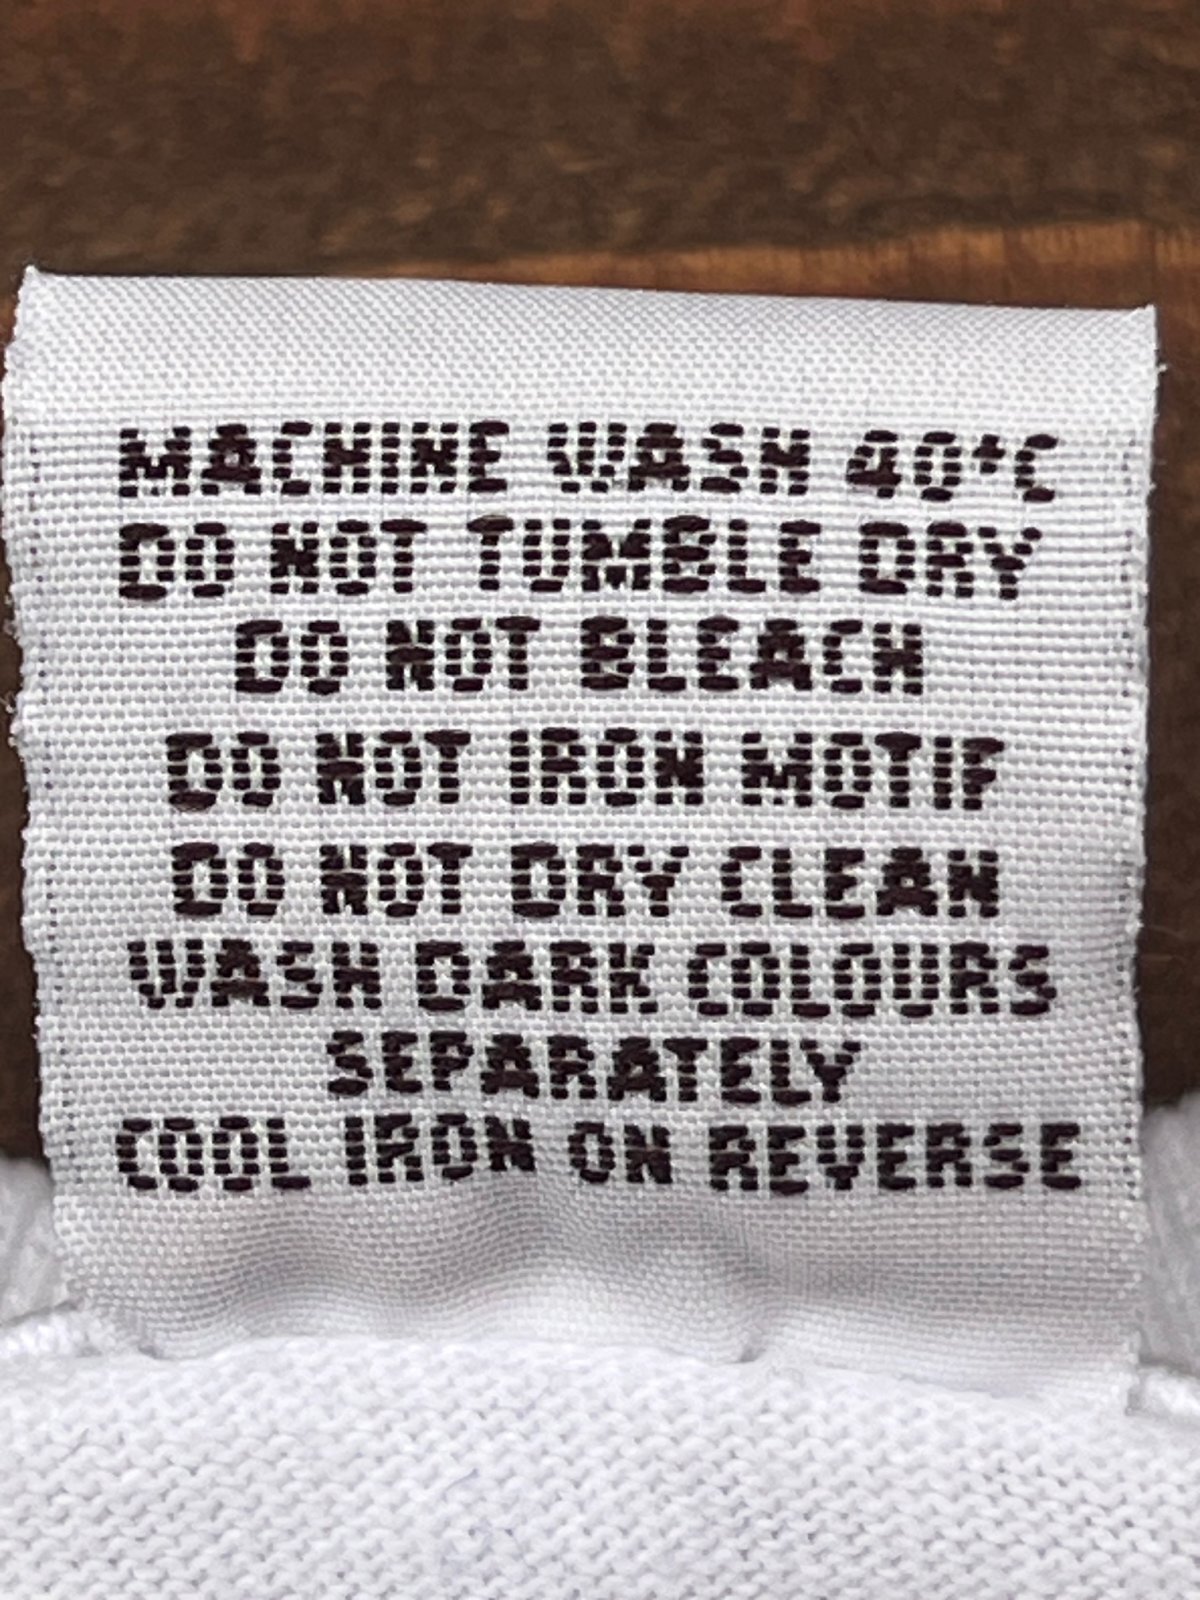 MACHINE WASH 40°C
DO NOT TUMBLE DRY
DO NOT BLEACH
DO NOT IRON MOTIF
DO NOT DRY CLEAN
WASH DARK COLOURS
SEPARATELY
COOL IRON ON REVERSE